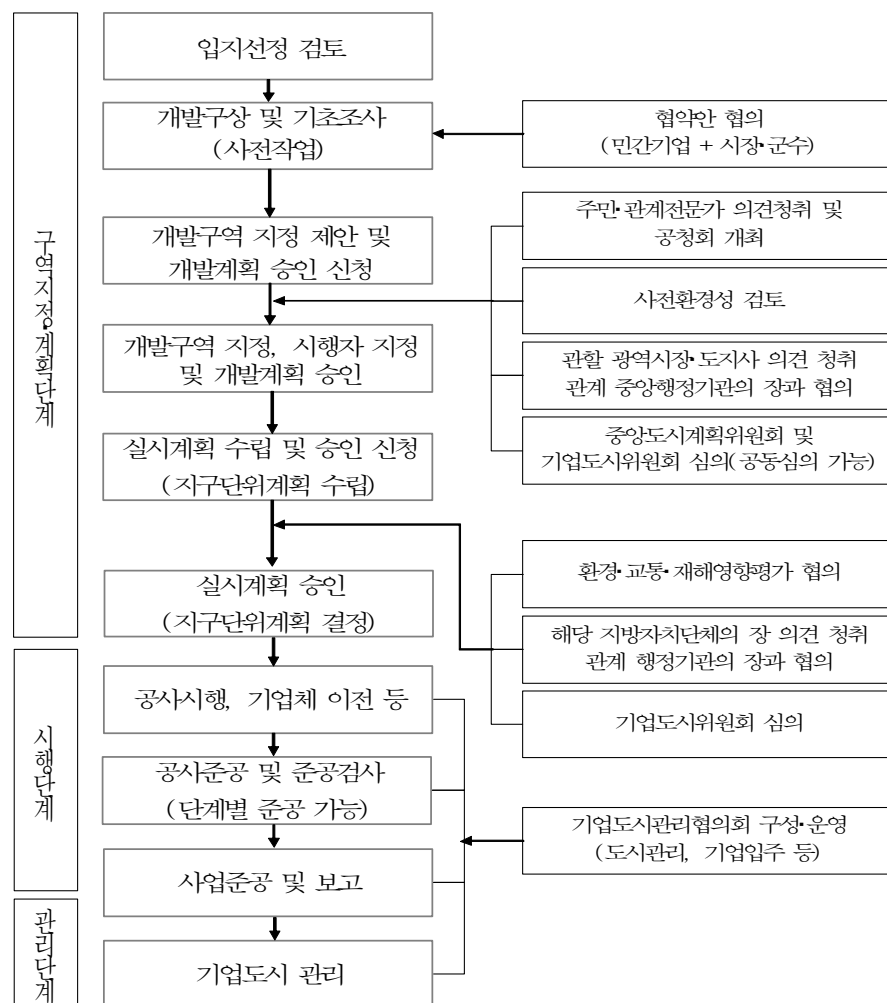 구역지정·계획단계
입지선정 검토
개발구상 및 기초조사
(사전작업)
협약안 협의
(민간기업 + 시장·군수)
개발구역 지정 제안 및
개발계획 승인 신청
주민·관계전문가 의견청취 및
공청회 개최
사전환경성 검토
개발구역 지정, 시행자 지정
및 개발계획 승인
관할 광역시장·도지사 의견 청취
관계 중앙행정기관의 장과 협의
중앙도시계획위원회 및
기업도시위원회 심의(공동심의 가능)
실시계획 수립 및 승인 신청
(지구단위계획 수립)
실시계획 승인
(지구단위계획 결정)
환경·교통·재해영향평가 협의
해당 지방자치단체의 장 의견 청취
관계 행정기관의 장과 협의
기업도시위원회 심의
시행단계
공사시행, 기업체 이전 등
공사준공 및 준공검사
(단계별 준공 가능)
사업준공 및 보고
기업도시관리협의회 구성·운영
(도시관리, 기업입주 등)
관리단계
기업도시 관리